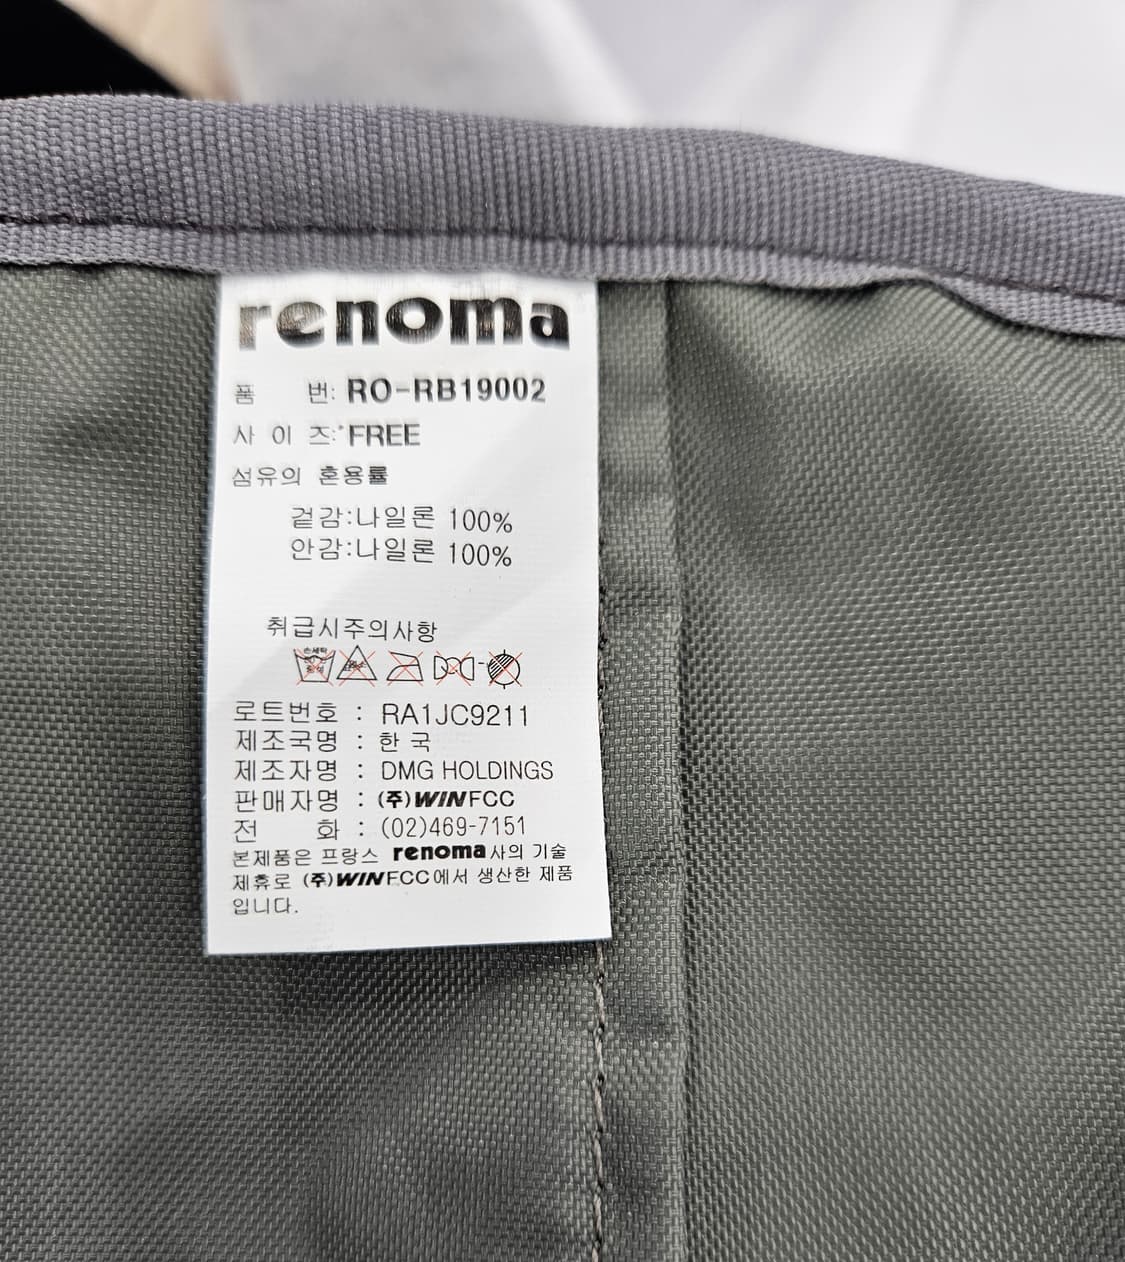 renoma
품 번: RO-RB19002
사 이 즈: FREE
섬유의 혼용률
겉감:나일론 100%
안감:나일론 100%
취급시주의사항
손세탁
로트번호 : RA1JC9211
제조국명 : 한 국
제조자명 : DMG HOLDINGS
판매자명 : (주)WINFCC
전 화 : (02)469-7151
본제품은 프랑스 renoma사의 기술
제휴로 (주)WINFCC에서 생산한 제품
입니다.